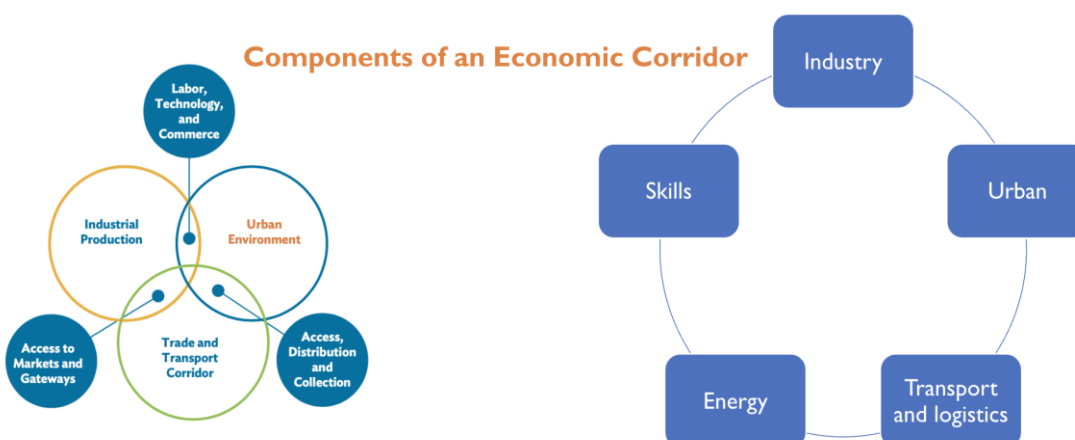 Components of an Economic Corridor
Labor,
Technology,
and
Commerce
Industrial
Production
Urban
Environment
Access to
Markets and
Gateways
Trade and
Transport
Corridor
Access,
Distribution
and
Collection
Industry
Skills
Urban
Energy
Transport
and logistics